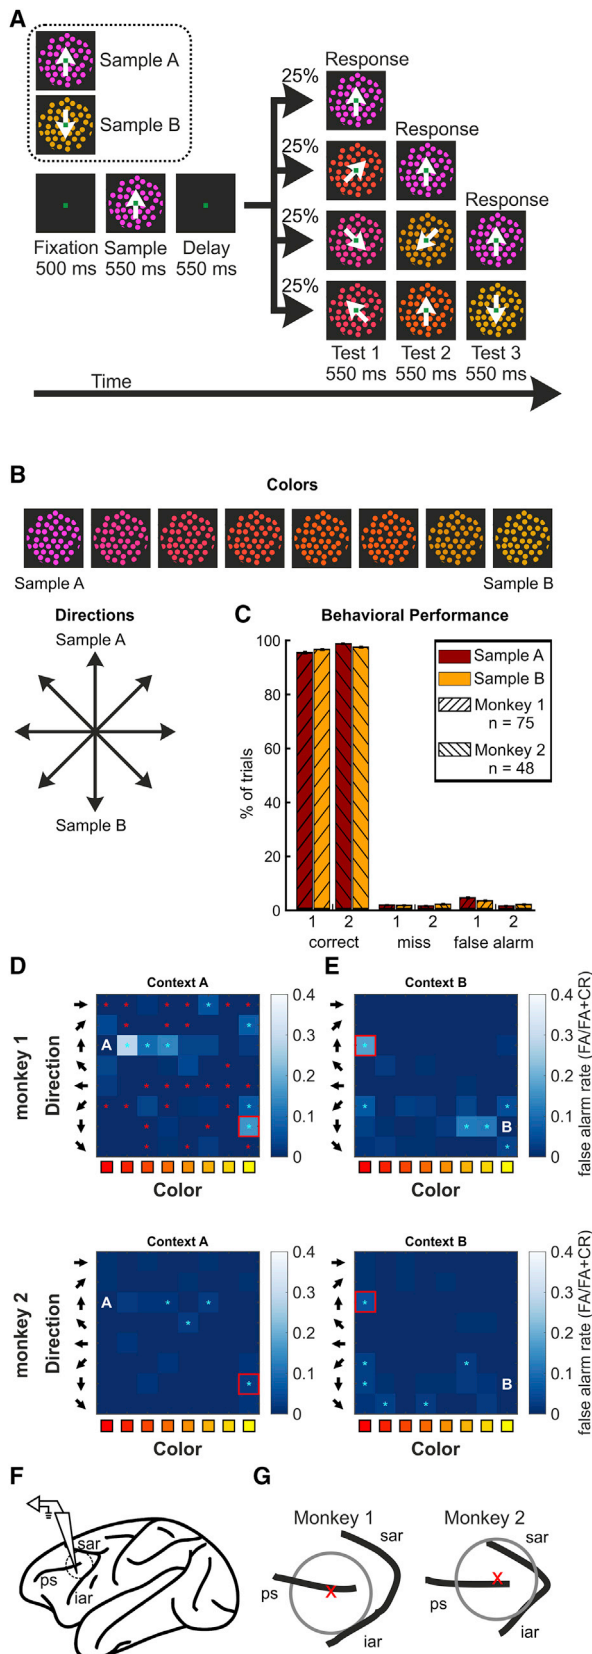 A
Sample A
Sample B
Response
25%
Response
25%
Response
25%
25%
Fixation
500 ms
Sample
550 ms
Delay
550 ms
Test 1
550 ms
Test 2
550 ms
Test 3
550 ms
Time
B
Colors
Sample A
Sample B
Directions
Sample A
Sample B
C
Behavioral Performance
% of trials
100
80
60
40
20
0
Sample A
Sample B
Monkey 1
n = 75
Monkey 2
n = 48
1 2 1 2 1 2
correct miss false alarm
D
Context A
monkey 1
Direction
A
Color
0.4
0.3
0.2
0.1
0
E
Context B
B
Color
0.4
0.3
0.2
0.1
0
false alarm rate (FA/FA+CR)
Context A
monkey 2
Direction
A
Color
0.4
0.3
0.2
0.1
0
Context B
B
Color
0.4
0.3
0.2
0.1
0
false alarm rate (FA/FA+CR)
F
sar
ps
iar
G
Monkey 1
sar
ps
X
iar
Monkey 2
sar
X
ps
iar